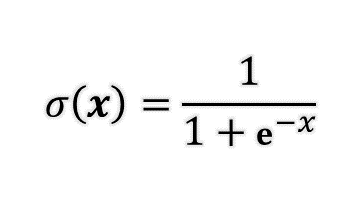 σ(x) = 1 / (1 + e^{-x})